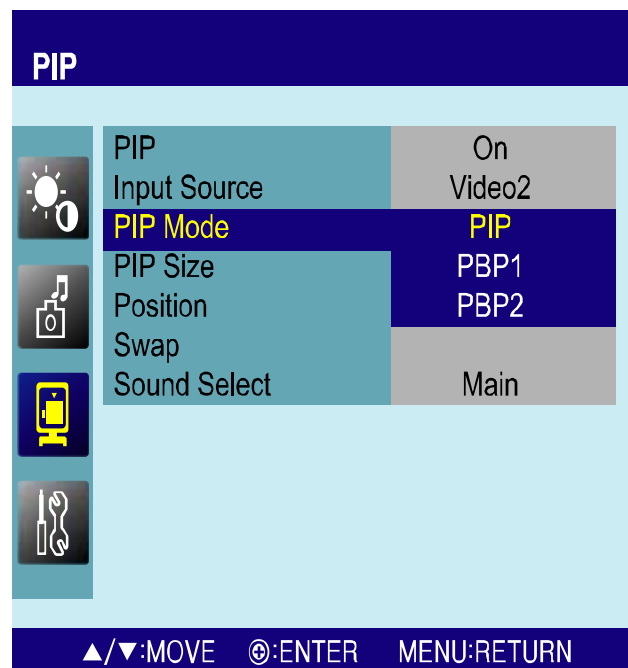 PIP
PIP On
Input Source Video2
PIP Mode PIP
PIP Size PBP1
Position PBP2
Swap
Sound Select Main
▲/▼:MOVE ⊕:ENTER MENU:RETURN